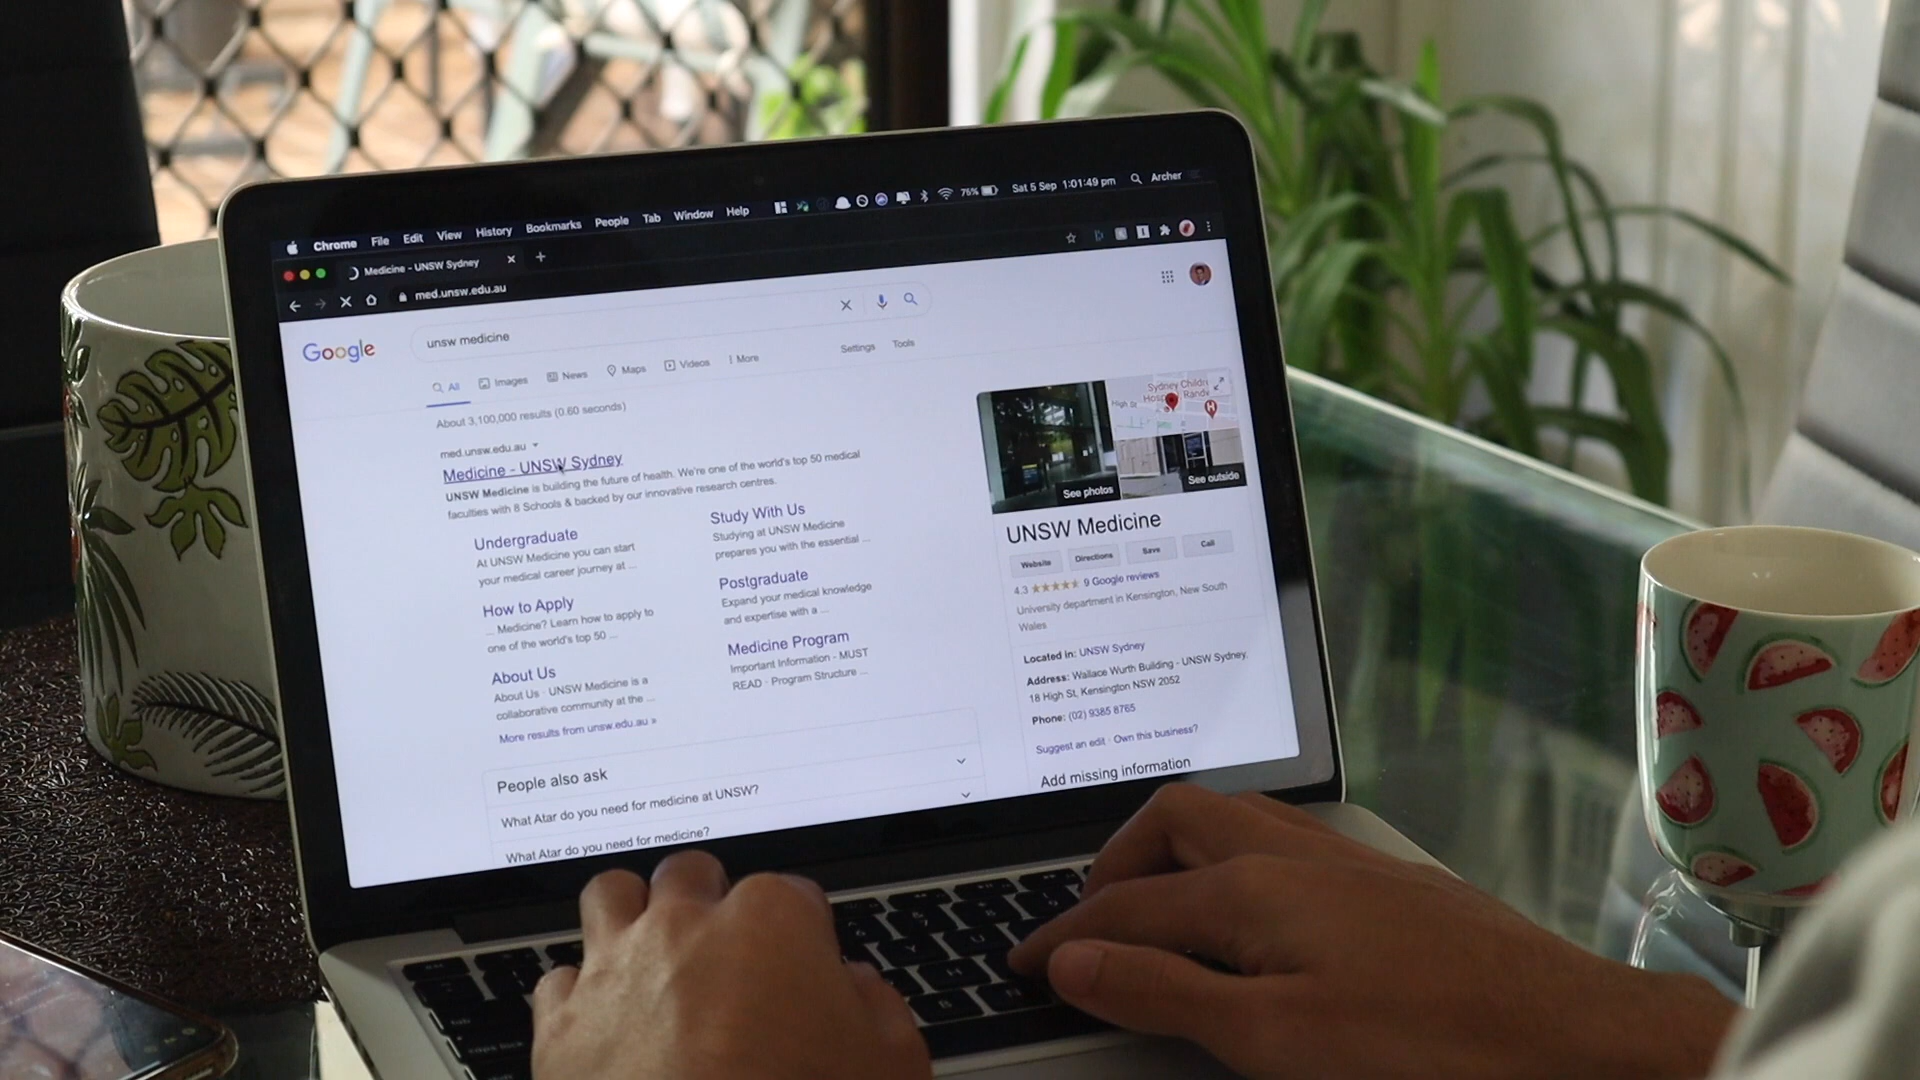 Chrome File Edit View History Bookmarks People Tab Window Help 75% Sat 5 Sep 1:01:49 pm Archer
Medicine - UNSW Sydney
med.unsw.edu.au
Google
unsw medicine
All Images News Maps Videos More Settings Tools
About 3,100,000 results (0.60 seconds)
med.unsw.edu.au
Medicine - UNSW Sydney
UNSW Medicine is building the future of health. We're one of the world's top 50 medical
faculties with 8 Schools & backed by our innovative research centres.
Undergraduate
At UNSW Medicine you can start
your medical career journey at ...
How to Apply
... Medicine? Learn how to apply to
one of the world's top 50 ...
About Us
About Us · UNSW Medicine is a
collaborative community at the ...
More results from unsw.edu.au »
Study With Us
Studying at UNSW Medicine
prepares you with the essential ...
Postgraduate
Expand your medical knowledge
and expertise with a ...
Medicine Program
Important Information - MUST
READ · Program Structure ...
People also ask
What Atar do you need for medicine at UNSW?
What Atar do you need for medicine?
Sydney Childr
Hosp Randw
High St
See photos
See outside
UNSW Medicine
Website Directions Save Call
4.3 9 Google reviews
University department in Kensington, New South
Wales
Located in: UNSW Sydney
Address: Wallace Wurth Building - UNSW Sydney,
18 High St, Kensington NSW 2052
Phone: (02) 9385 8765
Suggest an edit · Own this business?
Add missing information
tab
caps lock